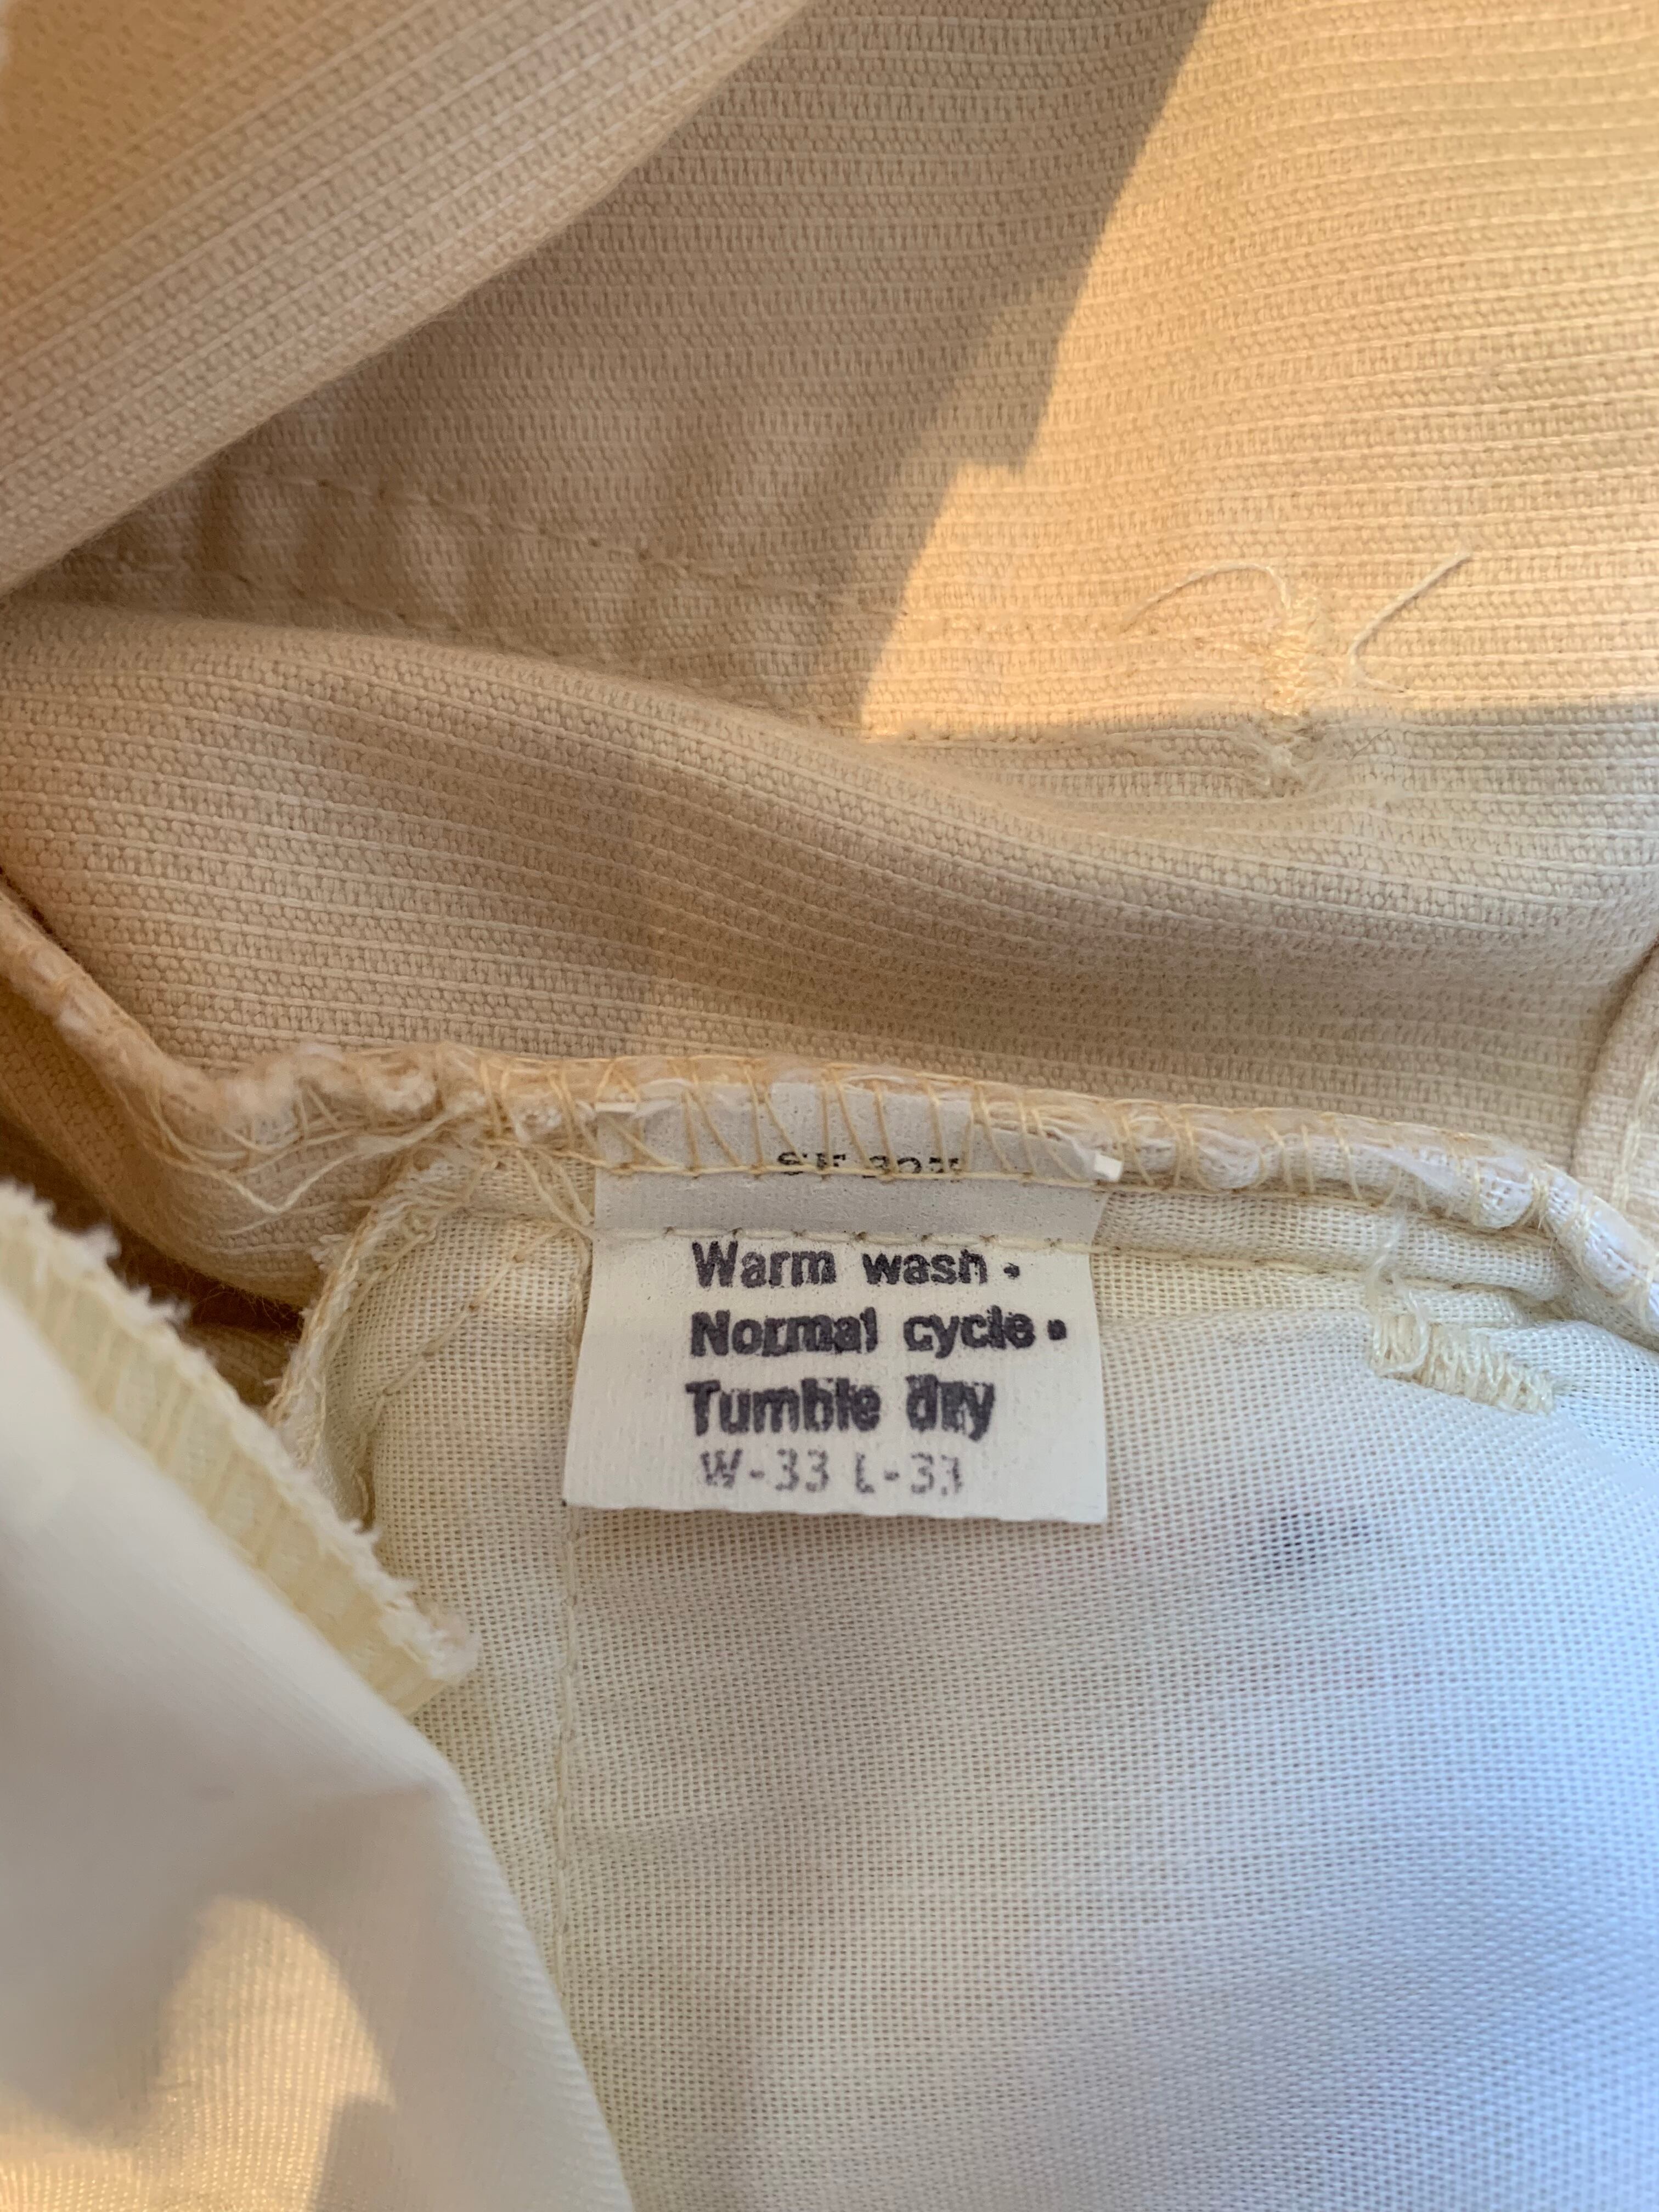 Warm wash •
Normal cycle •
Tumble dry
W-33 L-33